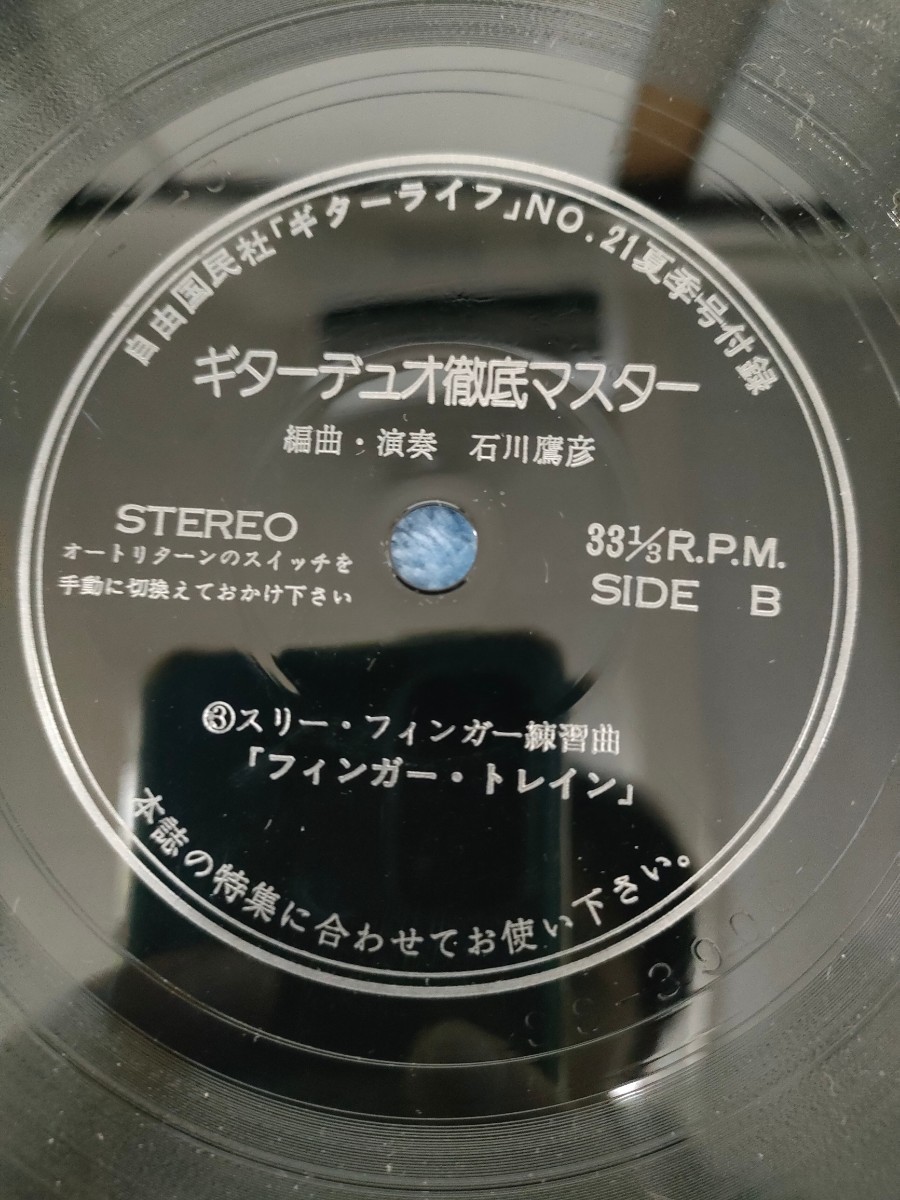 自由国民社「ギターライフ」NO.21夏季号付録
ギターデュオ徹底マスター
編曲・演奏 石川鷹彦
STEREO
オートリターンのスイッチを
手動に切換えておかけ下さい
33⅓R.P.M.
SIDE B
③スリー・フィンガー練習曲
「フィンガー・トレイン」
本誌の特集に合わせてお使い下さい。